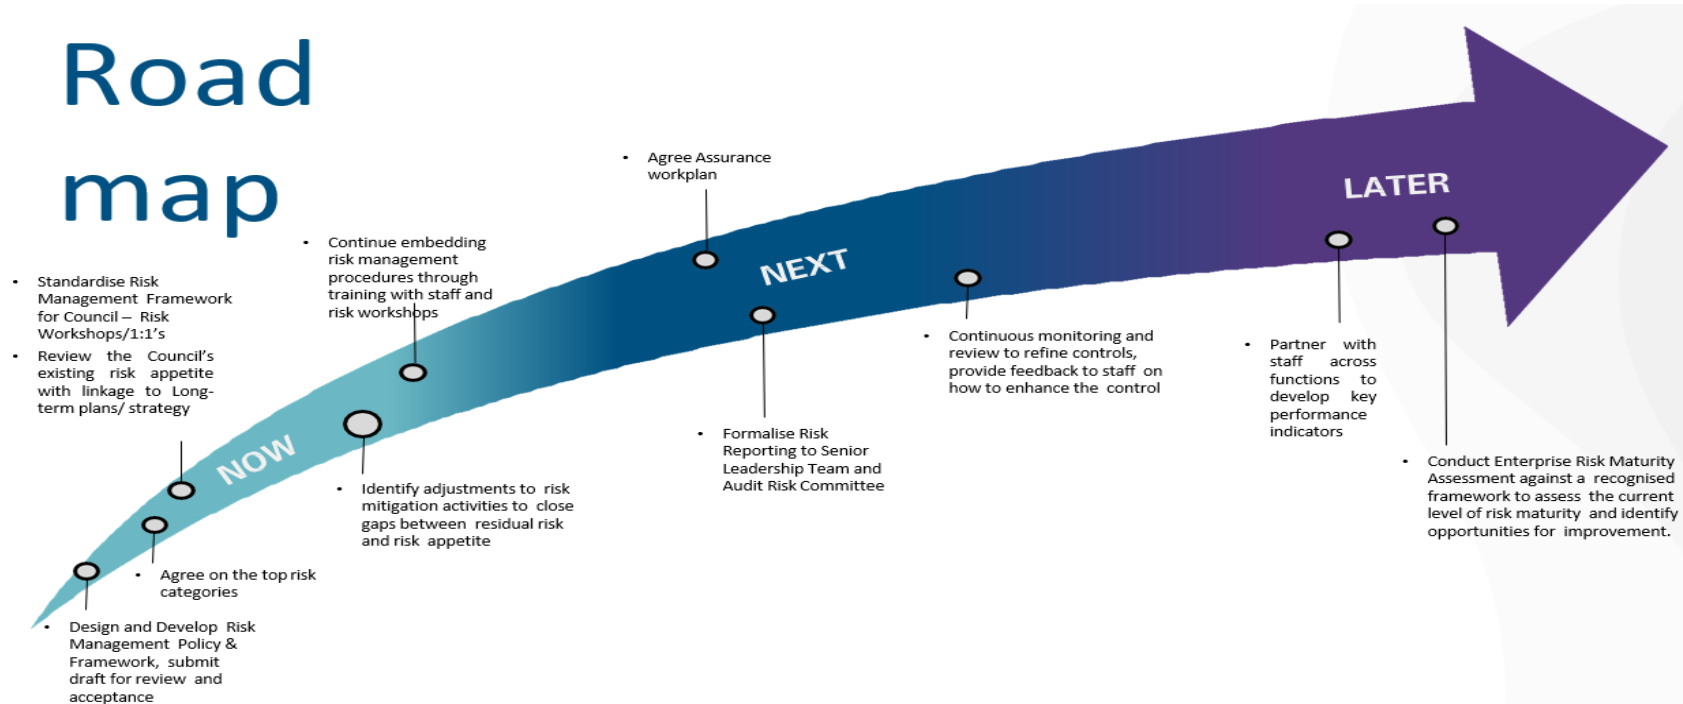 Road
map
• Standardise Risk
Management Framework
for Council – Risk
Workshops/1:1's
• Review the Council's
existing risk appetite
with linkage to Long-
term plans/ strategy
• Continue embedding
risk management
procedures through
training with staff and
risk workshops
• Agree Assurance
workplan
NOW
NEXT
LATER
• Design and Develop Risk
Management Policy &
Framework, submit
draft for review and
acceptance
• Agree on the top risk
categories
• Identify adjustments to risk
mitigation activities to close
gaps between residual risk
and risk appetite
• Formalise Risk
Reporting to Senior
Leadership Team and
Audit Risk Committee
• Continuous monitoring and
review to refine controls,
provide feedback to staff on
how to enhance the control
• Partner with
staff across
functions to
develop key
performance
indicators
• Conduct Enterprise Risk Maturity
Assessment against a recognised
framework to assess the current
level of risk maturity and identify
opportunities for improvement.